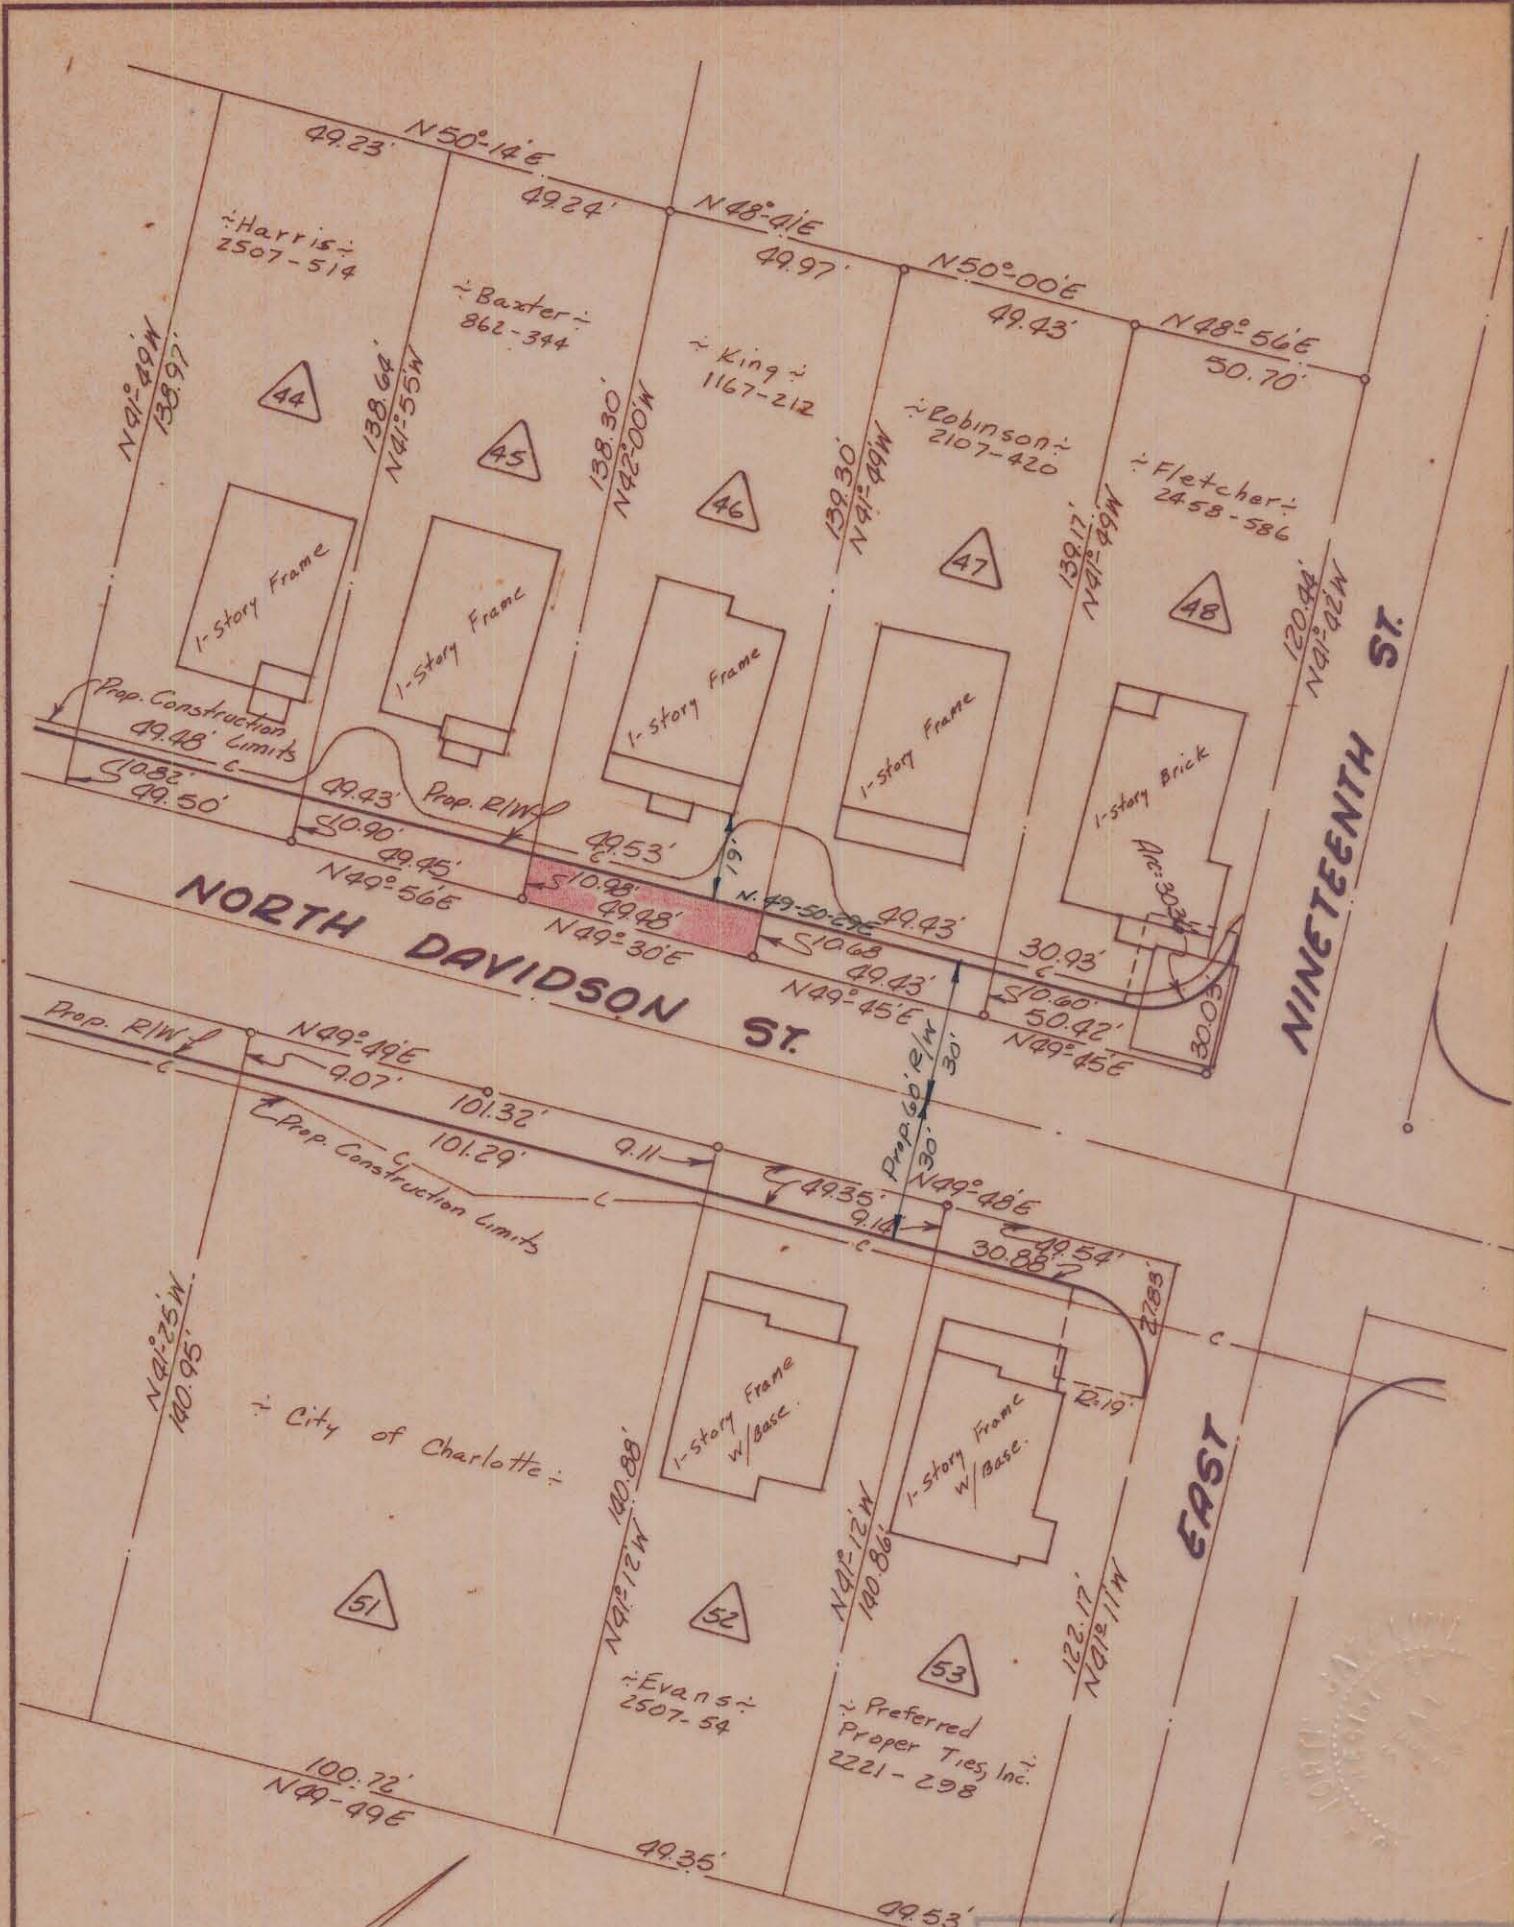 N50°-14'E
49.23'
49.24'
N48°-41'E
49.97'
N50°-00'E
49.43'
N48°-56'E
50.70'
~Harris~
2507-514
~Baxter~
862-344
~King~
1167-212
~Robinson~
2107-420
~Fletcher~
2458-586
N41°-49'W
138.97'
44
138.64'
N41°-55'W
45
138.30'
N42°-00'W
46
139.30'
N41°-49'W
47
139.17'
N41°-49'W
48
120.44'
N41°-42'W
1-Story Frame
1-Story Frame
1-Story Frame
1-Story Frame
1-Story Brick
NINETEENTH ST.
Prop. Construction
Limits
49.48'
C
10.82'
49.50'
49.43'
Prop. R/W
10.90'
49.45'
N49°-56'E
49.53'
C
19'
10.98'
49.48'
N49°-30'E
N. 49-50-29E
49.43'
10.68
49.43'
N49°-45'E
30.93'
C
10.60'
50.42'
N49°-45'E
30.03'
NORTH DAVIDSON ST.
Prop. 60' R/W
30'
30'
Prop. R/W
C
N49°-49'E
9.07'
101.32'
101.29'
Prop. Construction Limits
C
C
9.11
49.35'
N49°-48'E
9.14'
C
49.54'
30.88'
27.83'
C
R=19'
N41°-25'W
140.95'
~ City of Charlotte ~
1-Story Frame
w/Base.
1-Story Frame
w/Base.
EAST
140.88'
N41°-12'W
N41°-12'W
140.86'
122.17'
N41°-11'W
51
52
53
~Evans~
2507-54
~ Preferred
Proper Ties, Inc. ~
2221-298
100.72'
N49-49E
49.35'
49.53'